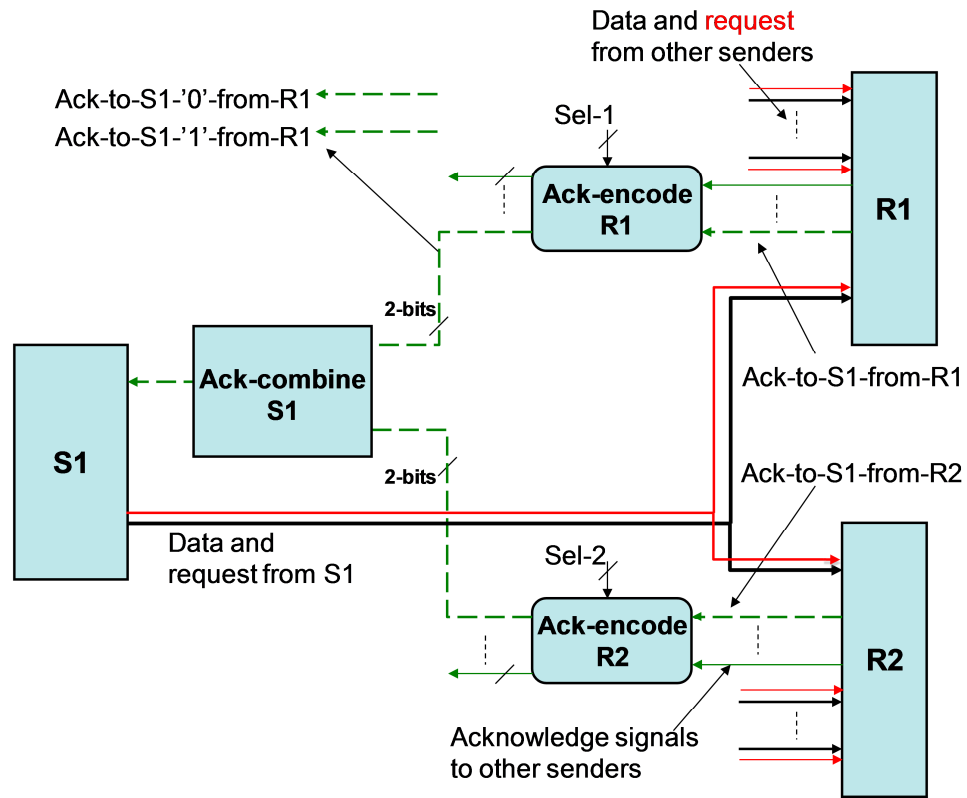 Data and request
from other senders
Ack-to-S1-’0’-from-R1
Ack-to-S1-’1’-from-R1
Sel-1
Ack-encode
R1
R1
2-bits
Ack-combine
S1
Ack-to-S1-from-R1
S1
2-bits
Ack-to-S1-from-R2
Data and
request from S1
Sel-2
Ack-encode
R2
R2
Acknowledge signals
to other senders